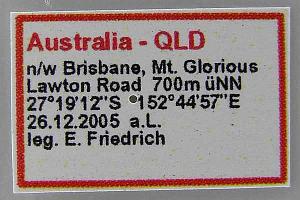 Australia - QLD
n/w Brisbane, Mt. Glorious
Lawton Road 700m üNN
27°19'12"S 152°44'57"E
26.12.2005 a.L.
leg. E. Friedrich